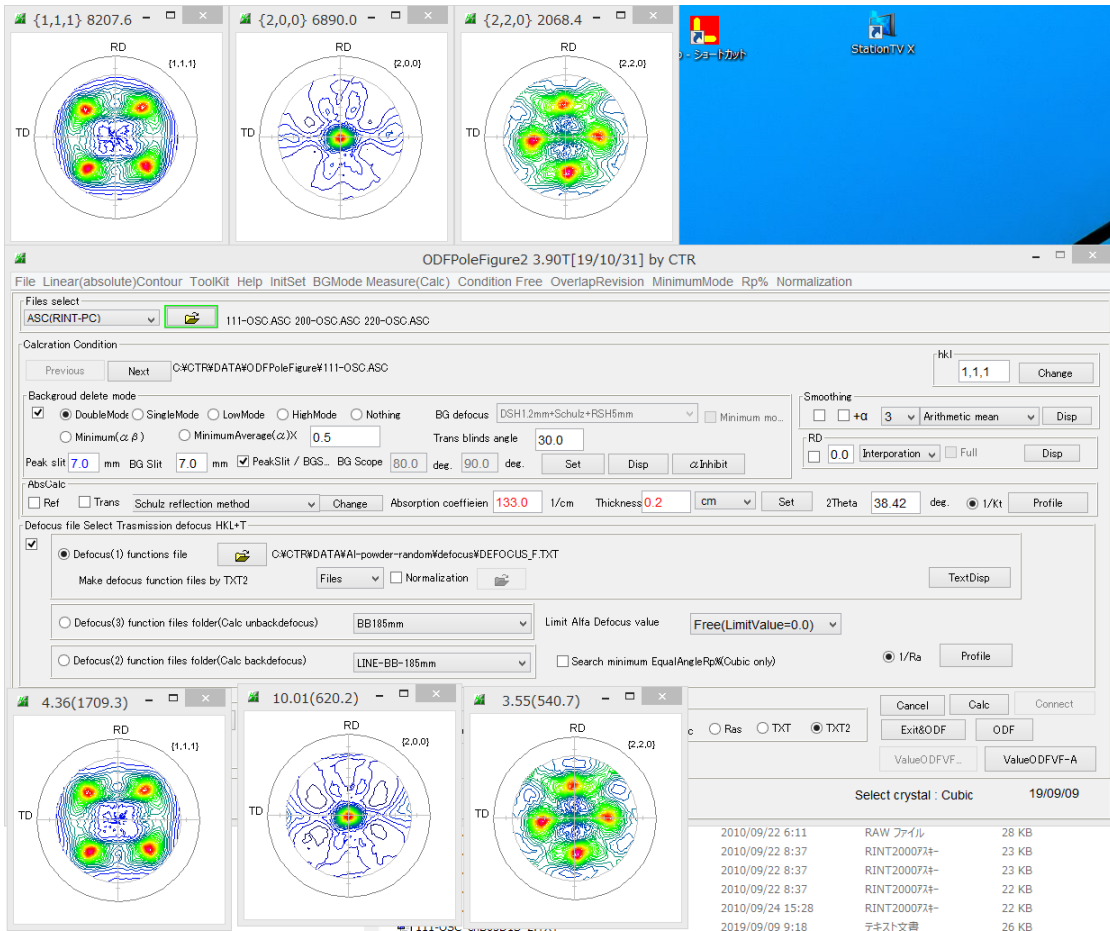 {1,1,1} 8207.6
{2,0,0} 6890.0
{2,2,0} 2068.4
RD
{1,1,1}
TD
RD
{2,0,0}
TD
RD
{2,2,0}
TD
ショートカット
StationTV X
ODFPoleFigure2 3.90T[19/10/31] by CTR
File Linear(absolute)Contour ToolKit Help InitSet BGMode Measure(Calc) Condition Free OverlapRevision MinimumMode Rp% Normalization
Files select
ASC(RINT-PC) 111-OSC.ASC 200-OSC.ASC 220-OSC.ASC
Calcration Condition
Previous Next C:¥CTR¥DATA¥ODFPoleFigure¥111-OSC.ASC
hkl
1,1,1 Change
Backgroud delete mode
DoubleMode SingleMode LowMode HighMode Nothing BG defocus DSH1.2mm+Schulz+RSH5mm Minimum mo...
Minimum(αβ) MinimumAverage(α)X 0.5 Trans blinds angle 30.0
Peak slit 7.0 mm BG Slit 7.0 mm PeakSlit / BGS... BG Scope 80.0 deg. 90.0 deg. Set Disp αInhibit
Smoothing
+α 3 Arithmetic mean Disp
RD
0.0 Interporation Full Disp
AbsCalc
Ref Trans Schulz reflection method Change Absorption coeffieien 133.0 1/cm Thickness 0.2 cm Set 2Theta 38.42 deg. 1/Kt Profile
Defocus file Select Trasmission defocus HKL+T
Defocus(1) functions file C:¥CTR¥DATA¥Al-powder-random¥defocus¥DEFOCUS_F.TXT
Make defocus function files by TXT2 Files Normalization TextDisp
Defocus(3) function files folder(Calc unbackdefocus) BB185mm Limit Alfa Defocus value Free(LimitValue=0.0)
Defocus(2) function files folder(Calc backdefocus) LINE-BB-185mm Search minimum EqualAngleRp%(Cubic only) 1/Ra Profile
4.36(1709.3)
10.01(620.2)
3.55(540.7)
RD
{1,1,1}
TD
RD
{2,0,0}
TD
RD
{2,2,0}
TD
Ras TXT TXT2
Cancel Calc Connect
Exit&ODF ODF
ValueODFVF... ValueODFVF-A
Select crystal : Cubic 19/09/09
2010/09/22 6:11 RAW ファイル 28 KB
2010/09/22 8:37 RINT2000アスキー 23 KB
2010/09/22 8:37 RINT2000アスキー 23 KB
2010/09/22 8:37 RINT2000アスキー 22 KB
2010/09/24 15:28 RINT2000アスキー 22 KB
2019/09/09 9:18 テキスト文書 26 KB